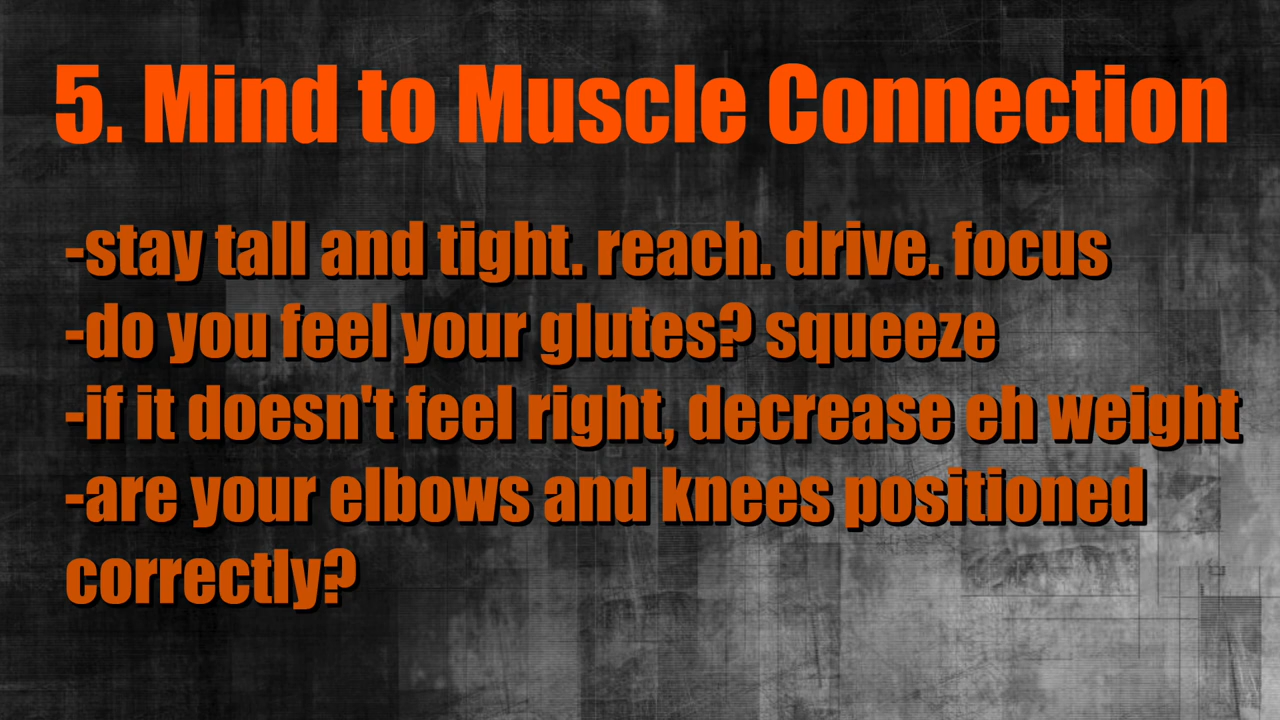 5. Mind to Muscle Connection
-stay tall and tight. reach. drive. focus
-do you feel your glutes? squeeze
-if it doesn't feel right, decrease eh weight
-are your elbows and knees positioned
correctly?